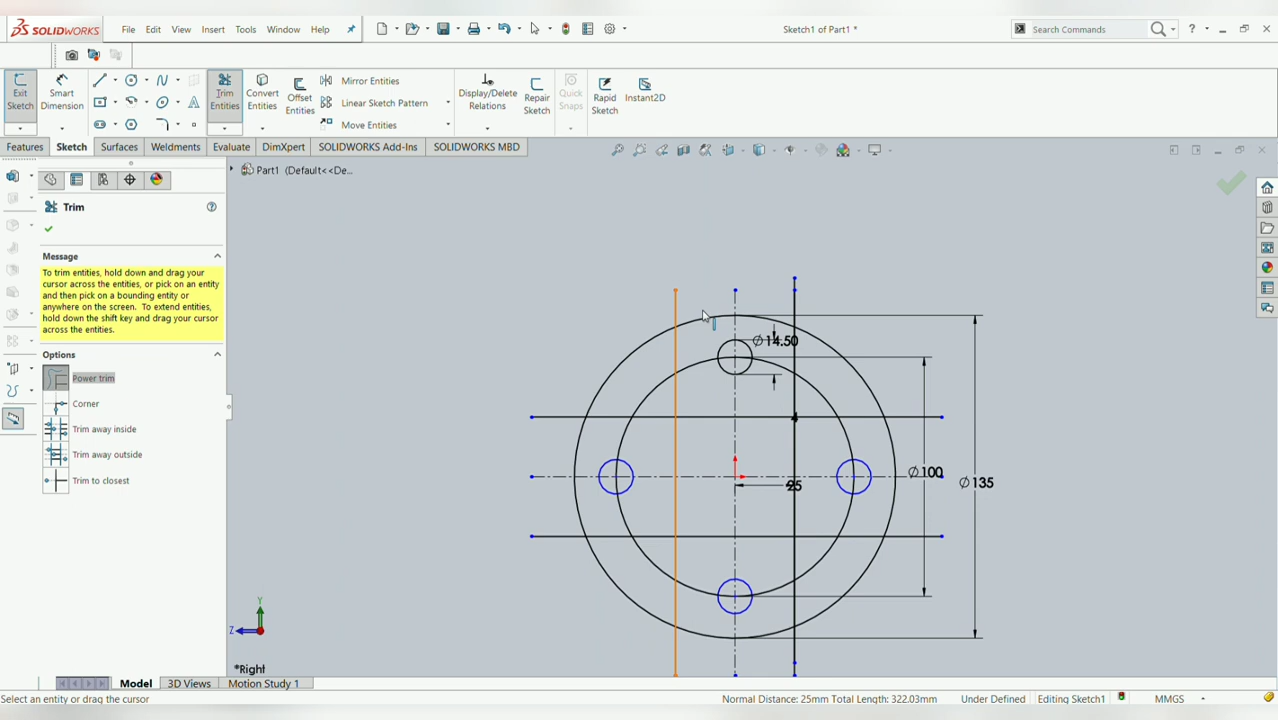 SOLIDWORKS
File Edit View Insert Tools Window Help
Sketch1 of Part1 *
Search Commands
?
Exit Sketch
Smart Dimension
Trim Entities
Convert Entities
Offset Entities
Mirror Entities
Linear Sketch Pattern
Move Entities
Display/Delete Relations
Repair Sketch
Quick Snaps
Rapid Sketch
Instant2D
Features Sketch Surfaces Weldments Evaluate DimXpert SOLIDWORKS Add-Ins SOLIDWORKS MBD
Part1 (Default<<De...
Trim
?
Message
To trim entities, hold down and drag your
cursor across the entities, or pick on an entity
and then pick on a bounding entity or
anywhere on the screen. To extend entities,
hold down the shift key and drag your cursor
across the entities.
Options
Power trim
Corner
Trim away inside
Trim away outside
Trim to closest
∅14.50
25
∅100
∅135
Y
Z
*Right
Model 3D Views Motion Study 1
Select an entity or drag the cursor
Normal Distance: 25mm Total Length: 322.03mm Under Defined Editing Sketch1 MMGS